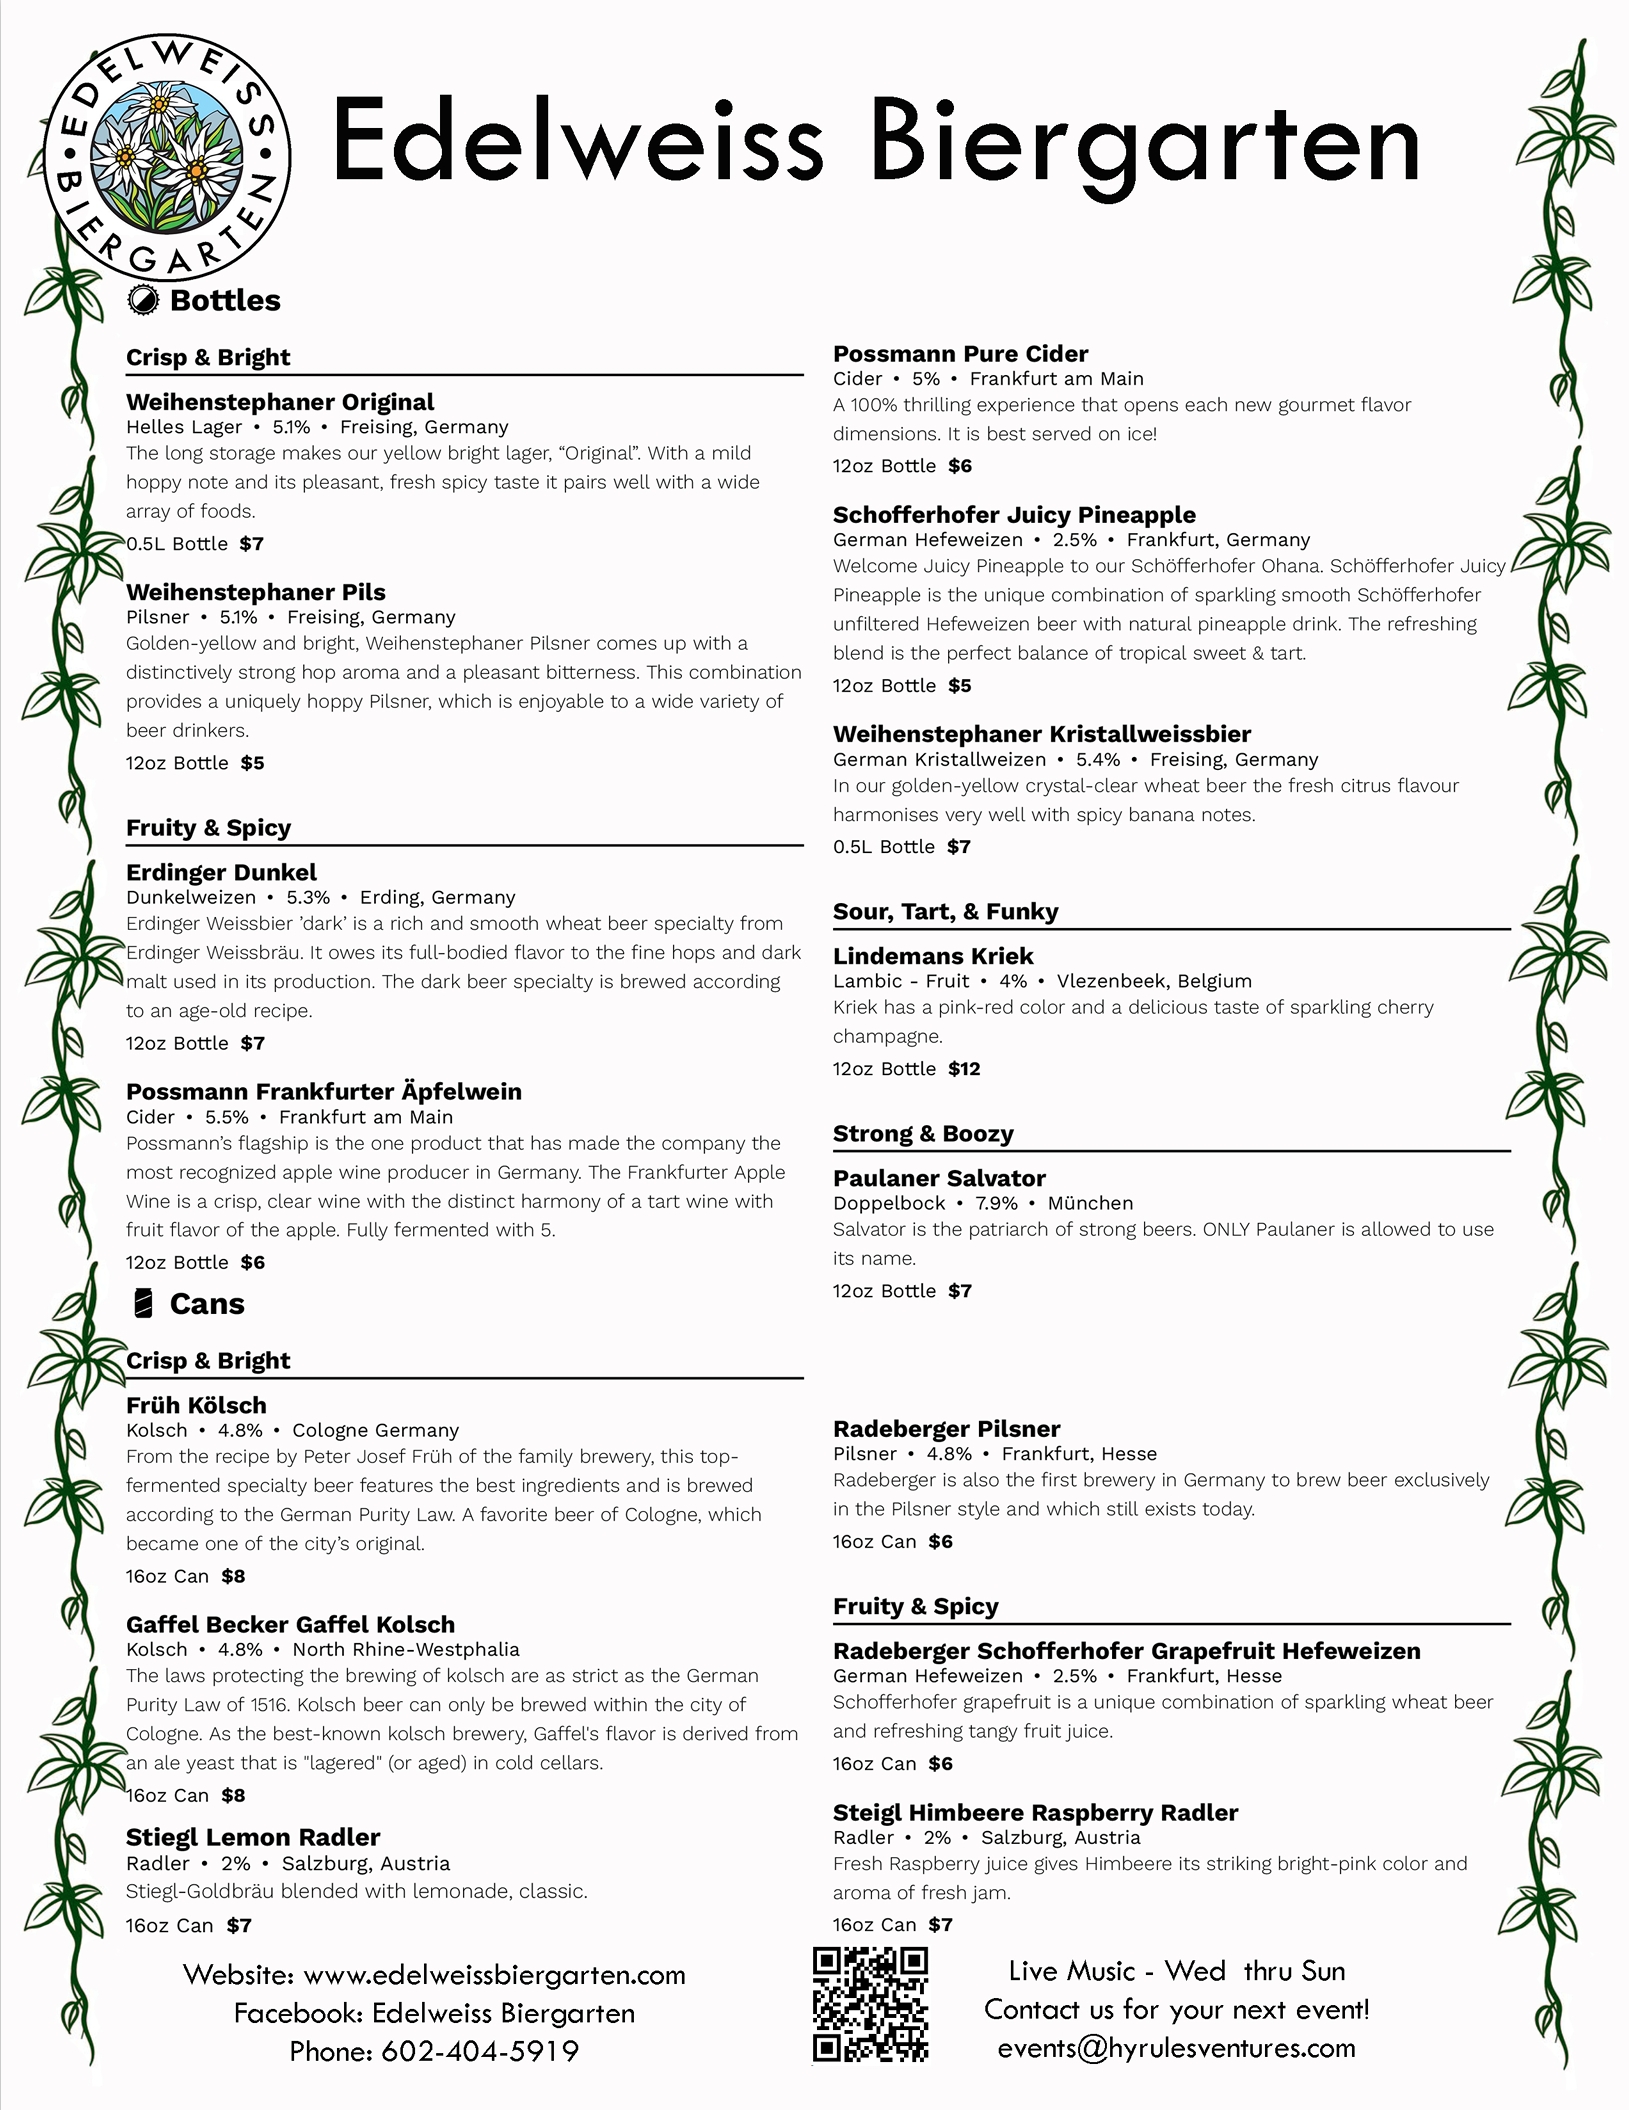 EDELWEISS • BIERGARTEN •
Edelweiss Biergarten
Bottles
Crisp & Bright
Weihenstephaner Original
Helles Lager • 5.1% • Freising, Germany
The long storage makes our yellow bright lager, “Original”. With a mild
hoppy note and its pleasant, fresh spicy taste it pairs well with a wide
array of foods.
0.5L Bottle $7
Weihenstephaner Pils
Pilsner • 5.1% • Freising, Germany
Golden-yellow and bright, Weihenstephaner Pilsner comes up with a
distinctively strong hop aroma and a pleasant bitterness. This combination
provides a uniquely hoppy Pilsner, which is enjoyable to a wide variety of
beer drinkers.
12oz Bottle $5
Fruity & Spicy
Erdinger Dunkel
Dunkelweizen • 5.3% • Erding, Germany
Erdinger Weissbier ’dark’ is a rich and smooth wheat beer specialty from
Erdinger Weissbräu. It owes its full-bodied flavor to the fine hops and dark
malt used in its production. The dark beer specialty is brewed according
to an age-old recipe.
12oz Bottle $7
Possmann Frankfurter Äpfelwein
Cider • 5.5% • Frankfurt am Main
Possmann’s flagship is the one product that has made the company the
most recognized apple wine producer in Germany. The Frankfurter Apple
Wine is a crisp, clear wine with the distinct harmony of a tart wine with
fruit flavor of the apple. Fully fermented with 5.
12oz Bottle $6
Possmann Pure Cider
Cider • 5% • Frankfurt am Main
A 100% thrilling experience that opens each new gourmet flavor
dimensions. It is best served on ice!
12oz Bottle $6
Schofferhofer Juicy Pineapple
German Hefeweizen • 2.5% • Frankfurt, Germany
Welcome Juicy Pineapple to our Schöfferhofer Ohana. Schöfferhofer Juicy
Pineapple is the unique combination of sparkling smooth Schöfferhofer
unfiltered Hefeweizen beer with natural pineapple drink. The refreshing
blend is the perfect balance of tropical sweet & tart.
12oz Bottle $5
Weihenstephaner Kristallweissbier
German Kristallweizen • 5.4% • Freising, Germany
In our golden-yellow crystal-clear wheat beer the fresh citrus flavour
harmonises very well with spicy banana notes.
0.5L Bottle $7
Sour, Tart, & Funky
Lindemans Kriek
Lambic - Fruit • 4% • Vlezenbeek, Belgium
Kriek has a pink-red color and a delicious taste of sparkling cherry
champagne.
12oz Bottle $12
Strong & Boozy
Paulaner Salvator
Doppelbock • 7.9% • München
Salvator is the patriarch of strong beers. ONLY Paulaner is allowed to use
its name.
12oz Bottle $7
Cans
Crisp & Bright
Früh Kölsch
Kolsch • 4.8% • Cologne Germany
From the recipe by Peter Josef Früh of the family brewery, this top-
fermented specialty beer features the best ingredients and is brewed
according to the German Purity Law. A favorite beer of Cologne, which
became one of the city’s original.
16oz Can $8
Gaffel Becker Gaffel Kolsch
Kolsch • 4.8% • North Rhine-Westphalia
The laws protecting the brewing of kolsch are as strict as the German
Purity Law of 1516. Kolsch beer can only be brewed within the city of
Cologne. As the best-known kolsch brewery, Gaffel's flavor is derived from
an ale yeast that is "lagered" (or aged) in cold cellars.
16oz Can $8
Stiegl Lemon Radler
Radler • 2% • Salzburg, Austria
Stiegl-Goldbräu blended with lemonade, classic.
16oz Can $7
Radeberger Pilsner
Pilsner • 4.8% • Frankfurt, Hesse
Radeberger is also the first brewery in Germany to brew beer exclusively
in the Pilsner style and which still exists today.
16oz Can $6
Fruity & Spicy
Radeberger Schofferhofer Grapefruit Hefeweizen
German Hefeweizen • 2.5% • Frankfurt, Hesse
Schofferhofer grapefruit is a unique combination of sparkling wheat beer
and refreshing tangy fruit juice.
16oz Can $6
Steigl Himbeere Raspberry Radler
Radler • 2% • Salzburg, Austria
Fresh Raspberry juice gives Himbeere its striking bright-pink color and
aroma of fresh jam.
16oz Can $7
Website: www.edelweissbiergarten.com
Facebook: Edelweiss Biergarten
Phone: 602-404-5919
Live Music - Wed thru Sun
Contact us for your next event!
events@hyrulesventures.com